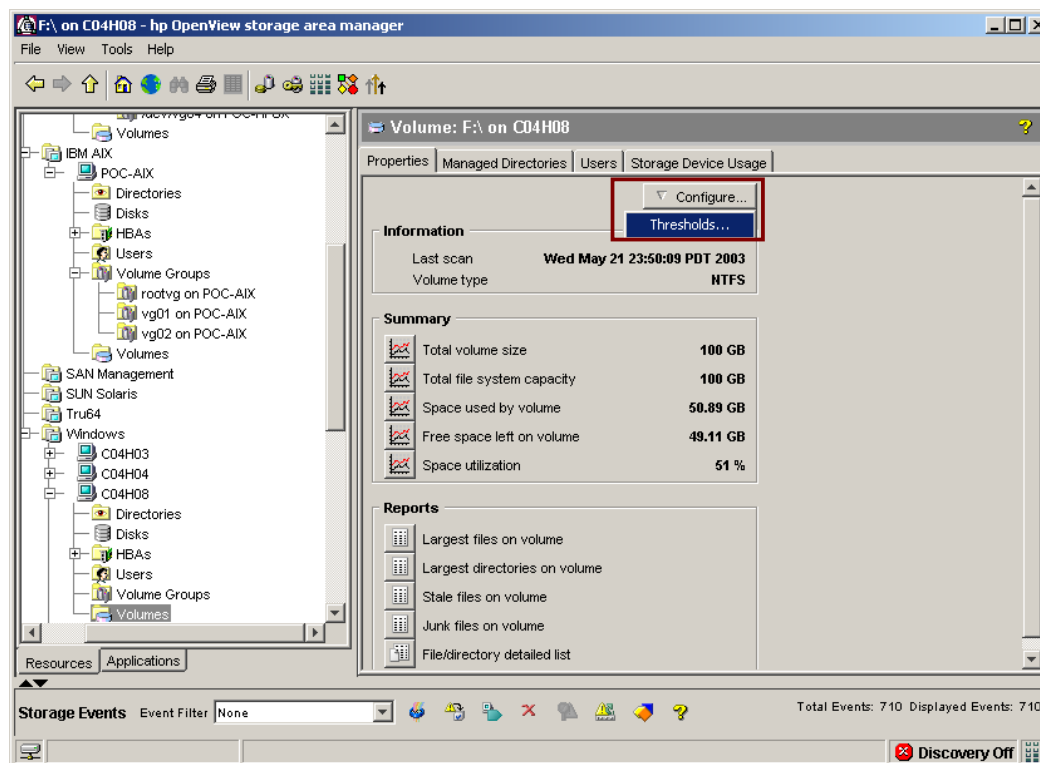 F:\ on C04H08 - hp OpenView storage area manager
File View Tools Help
Volumes
IBM AIX
POC-AIX
Directories
Disks
HBAs
Users
Volume Groups
rootvg on POC-AIX
vg01 on POC-AIX
vg02 on POC-AIX
Volumes
SAN Management
SUN Solaris
Tru64
Windows
C04H03
C04H04
C04H08
Directories
Disks
HBAs
Users
Volume Groups
Volumes
Resources Applications
Volume: F:\ on C04H08
Properties Managed Directories Users Storage Device Usage
Configure...
Thresholds...
Information
Last scan Wed May 21 23:50:09 PDT 2003
Volume type NTFS
Summary
Total volume size 100 GB
Total file system capacity 100 GB
Space used by volume 50.89 GB
Free space left on volume 49.11 GB
Space utilization 51 %
Reports
Largest files on volume
Largest directories on volume
Stale files on volume
Junk files on volume
File/directory detailed list
Storage Events Event Filter None Total Events: 710 Displayed Events: 710
Discovery Off